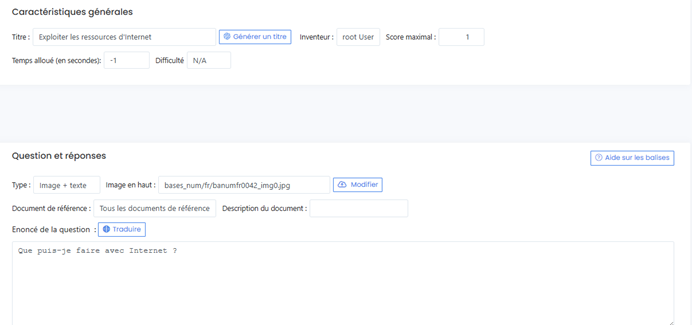 Caractéristiques générales
Titre : Exploiter les ressources d'Internet Générer un titre Inventeur : root User Score maximal : 1
Temps alloué (en secondes): -1 Difficulté N/A
Question et réponses Aide sur les balises
Type : Image + texte Image en haut : bases_num/fr/banumfr0042_img0.jpg Modifier
Document de référence : Tous les documents de référence Description du document :
Enoncé de la question : Traduire
Que puis-je faire avec Internet ?